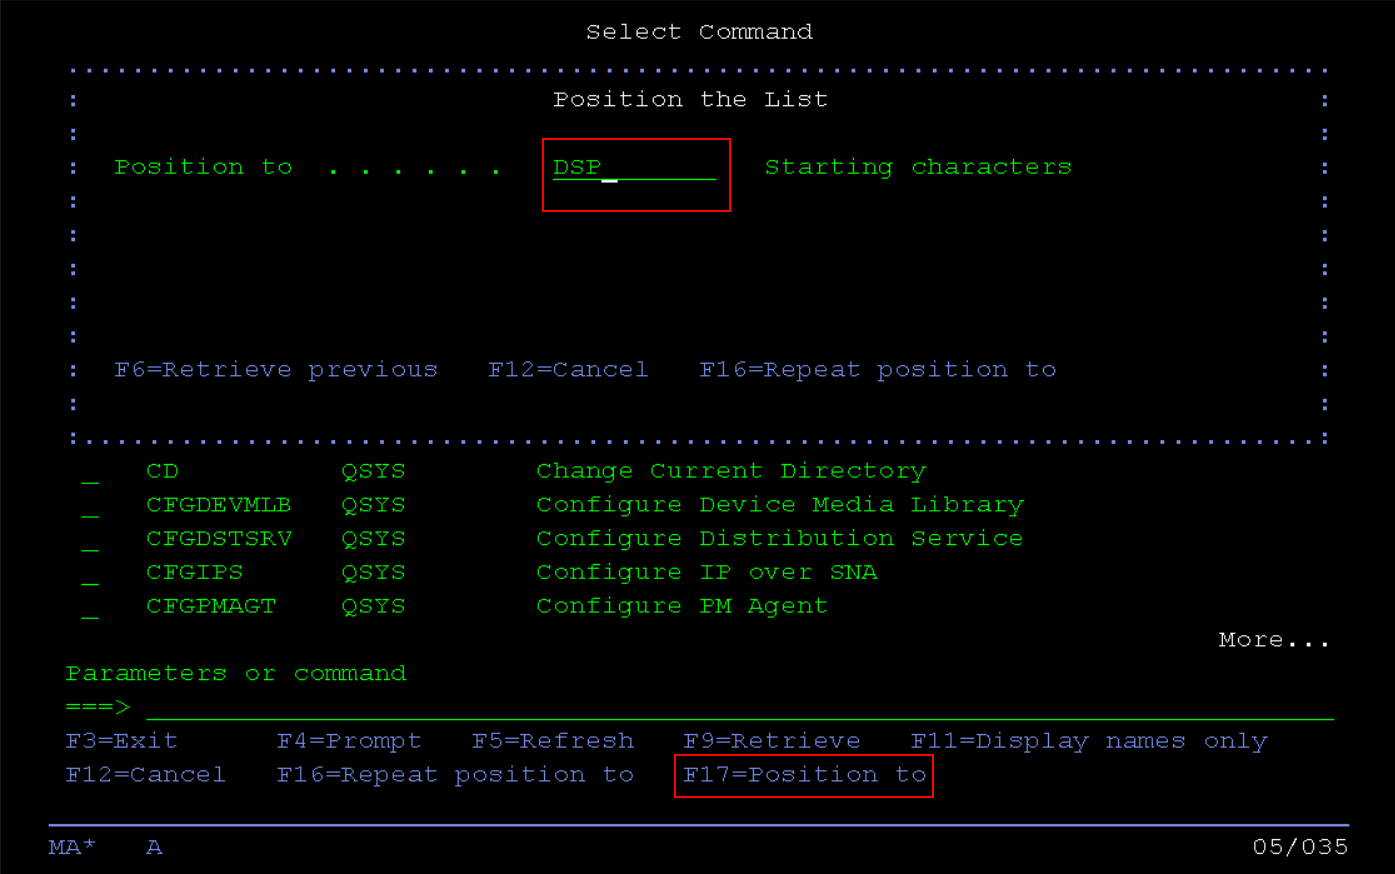 Select Command
Position the List
Position to . . . . . . DSP_ Starting characters
F6=Retrieve previous F12=Cancel F16=Repeat position to
_ CD QSYS Change Current Directory
_ CFGDEVMLB QSYS Configure Device Media Library
_ CFGDSTSRV QSYS Configure Distribution Service
_ CFGIPS QSYS Configure IP over SNA
_ CFGPMAGT QSYS Configure PM Agent
More...
Parameters or command
===>
F3=Exit F4=Prompt F5=Refresh F9=Retrieve F11=Display names only
F12=Cancel F16=Repeat position to F17=Position to
MA* A 05/035